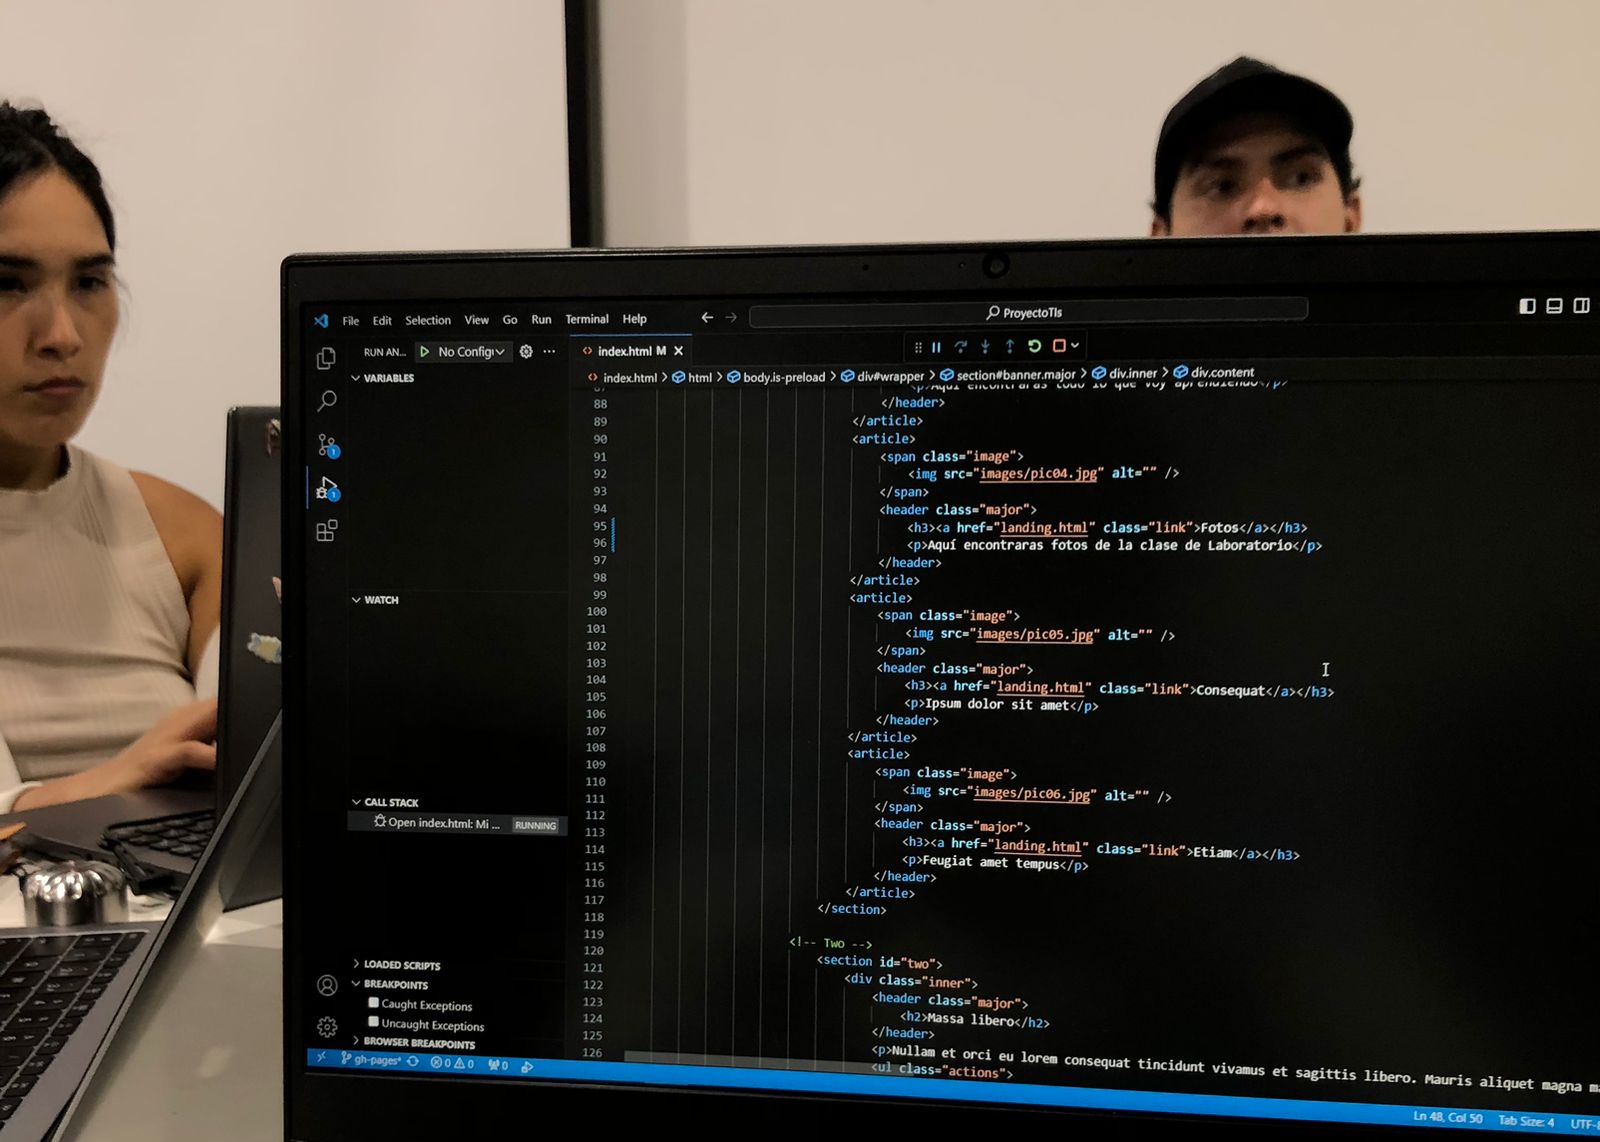 File Edit Selection View Go Run Terminal Help
ProyectoTIs
RUN AN... No Config
index.html M
index.html > html > body.is-preload > div#wrapper > section#banner.major > div.inner > div.content
VARIABLES
<p>Aquí encontraras todo lo que voy aprendiendo</p>
88 </header>
89 </article>
90 <article>
91 <span class="image">
92 <img src="images/pic04.jpg" alt="" />
93 </span>
94 <header class="major">
95 <h3><a href="landing.html" class="link">Fotos</a></h3>
96 <p>Aquí encontraras fotos de la clase de Laboratorio</p>
97 </header>
98 </article>
99 <article>
100 <span class="image">
101 <img src="images/pic05.jpg" alt="" />
102 </span>
103 <header class="major">
104 <h3><a href="landing.html" class="link">Consequat</a></h3>
105 <p>Ipsum dolor sit amet</p>
106 </header>
107 </article>
108 <article>
109 <span class="image">
110 <img src="images/pic06.jpg" alt="" />
111 </span>
112 <header class="major">
113 <h3><a href="landing.html" class="link">Etiam</a></h3>
114 <p>Feugiat amet tempus</p>
115 </header>
116 </article>
117 </section>
118
119 <!-- Two -->
120 <section id="two">
121 <div class="inner">
122 <header class="major">
123 <h2>Massa libero</h2>
124 </header>
125 <p>Nullam et orci eu lorem consequat tincidunt vivamus et sagittis libero. Mauris aliquet magna
126 <ul class="actions">
WATCH
CALL STACK
Open index.html: Mi ... RUNNING
LOADED SCRIPTS
BREAKPOINTS
Caught Exceptions
Uncaught Exceptions
BROWSER BREAKPOINTS
gh-pages* 0 0 0
Ln 48, Col 50 Tab Size: 4 UTF-